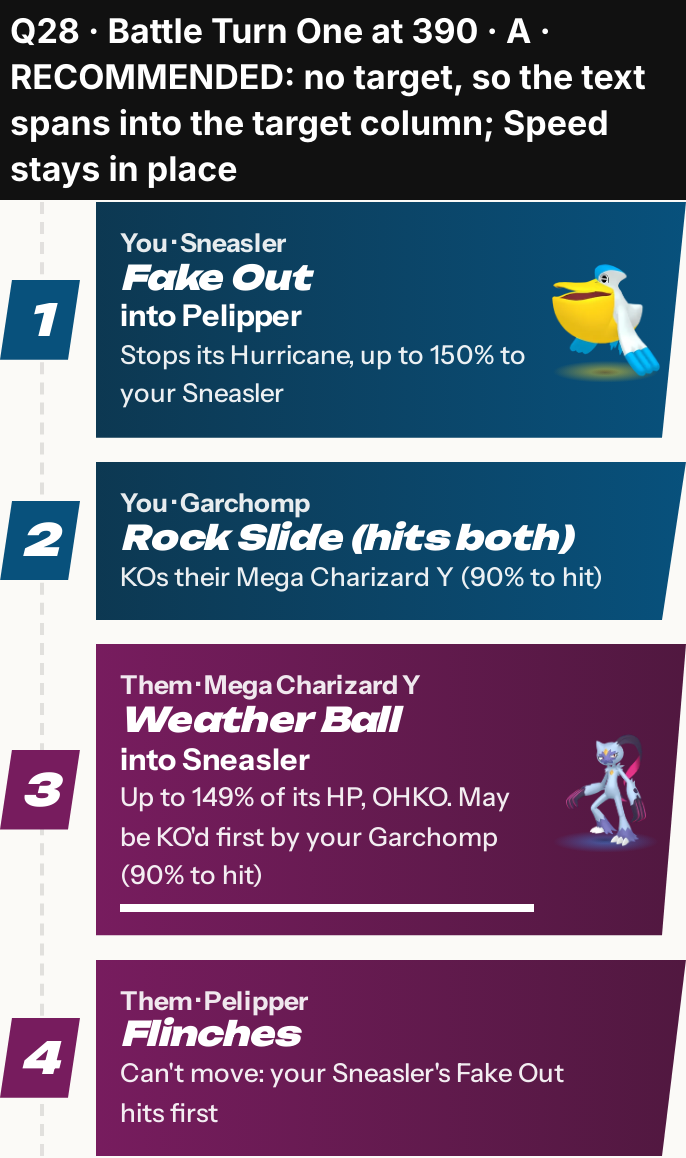 Q28 · Battle Turn One at 390 · A ·
RECOMMENDED: no target, so the text
spans into the target column; Speed
stays in place
You · Sneasler
Fake Out
into Pelipper
Stops its Hurricane, up to 150% to
your Sneasler
1
You · Garchomp
Rock Slide (hits both)
KOs their Mega Charizard Y (90% to hit)
2
Them · Mega Charizard Y
Weather Ball
into Sneasler
Up to 149% of its HP, OHKO. May
be KO'd first by your Garchomp
(90% to hit)
3
Them · Pelipper
Flinches
Can't move: your Sneasler's Fake Out
hits first
4